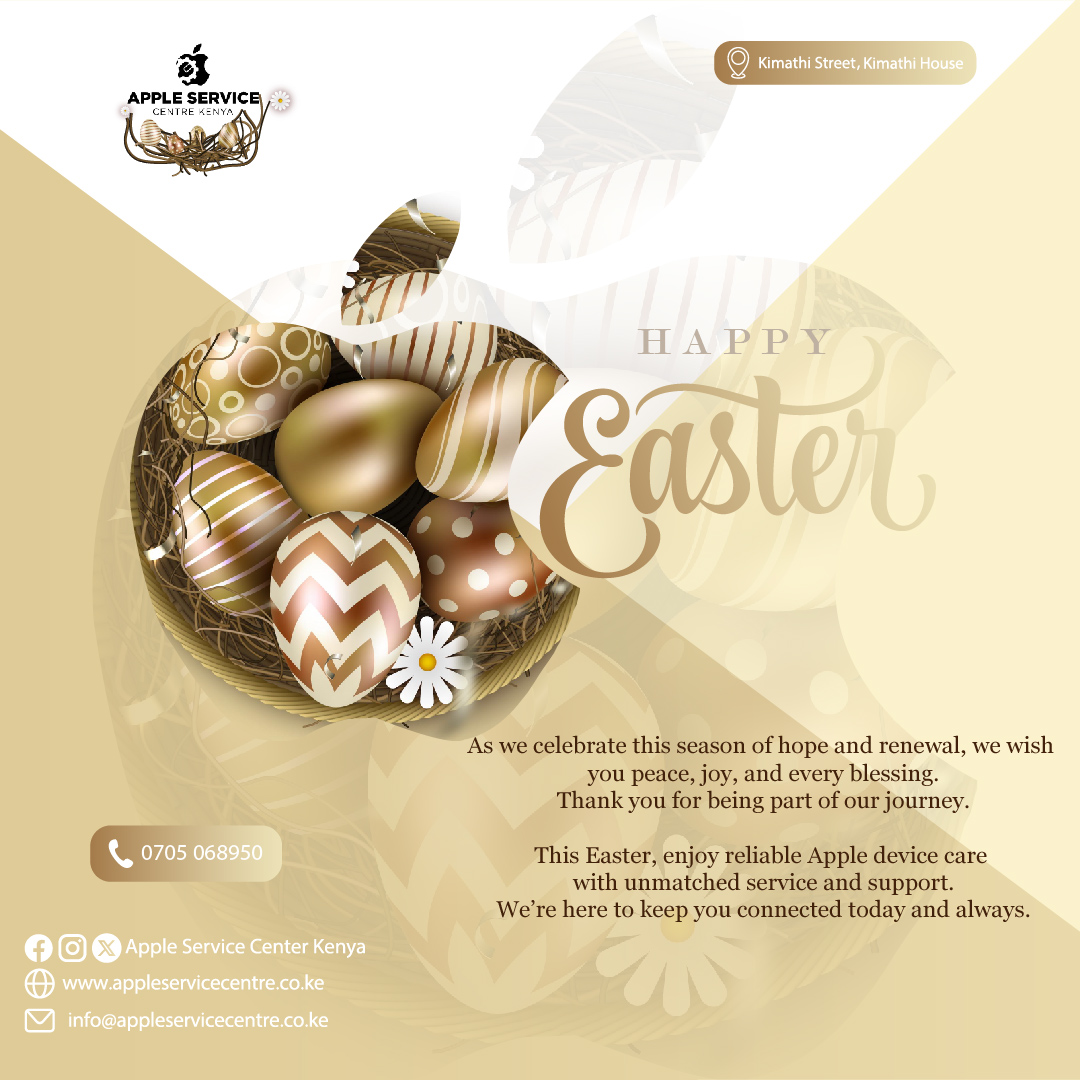 APPLE SERVICE
CENTRE KENYA
Kimathi Street, Kimathi House
HAPPY
Easter
As we celebrate this season of hope and renewal, we wish
you peace, joy, and every blessing.
Thank you for being part of our journey.
This Easter, enjoy reliable Apple device care
with unmatched service and support.
We're here to keep you connected today and always.
0705 068950
Apple Service Center Kenya
www.appleservicecentre.co.ke
info@appleservicecentre.co.ke